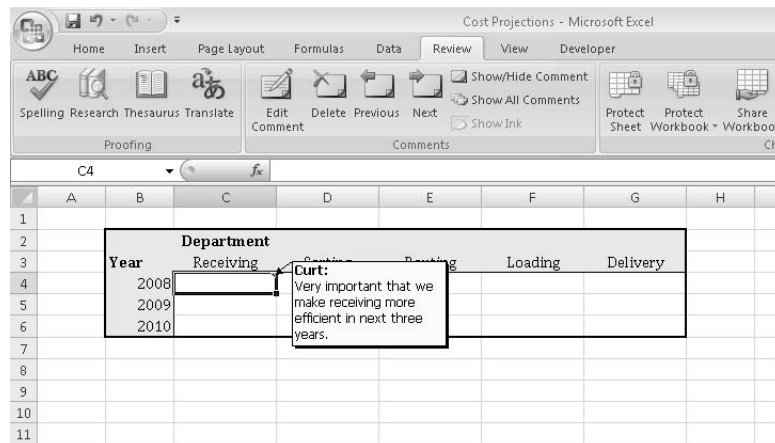 Cost Projections - Microsoft Excel
Home Insert Page Layout Formulas Data Review View Developer
ABC
Spelling Research Thesaurus Translate
Proofing
Edit Comment Delete Previous Next
Show/Hide Comment
Show All Comments
Show Ink
Comments
Protect Sheet Protect Workbook Share
C4 fx
A B C D E F G H
1
2 Department
3 Year Receiving Loading Delivery
4 2008
5 2009
6 2010
Curt:
Very important that we
make receiving more
efficient in next three
years.
7
8
9
10
11